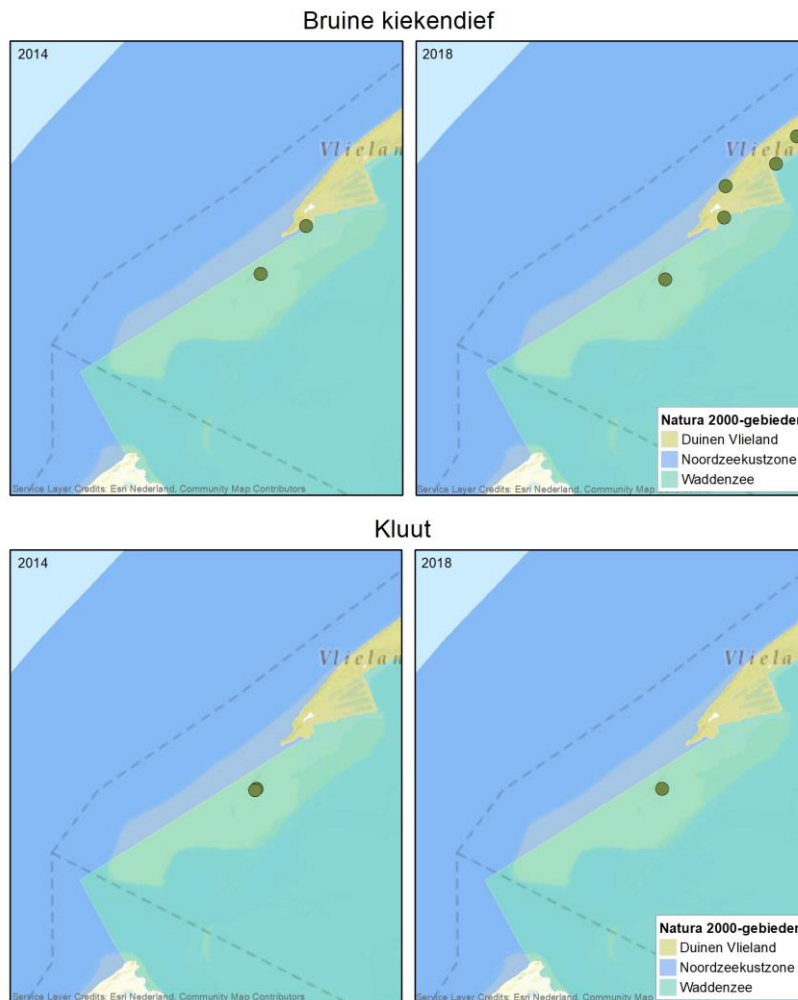 Bruine kiekendief
2014
Vlielan
Service Layer Credits: Esri Nederland, Community Map Contributors
2018
Vlielan
Natura 2000-gebieden
Duinen Vlieland
Noordzeekustzone
Waddenzee
Service Layer Credits: Esri Nederland, Community Map
Kluut
2014
Vlielan
Service Layer Credits: Esri Nederland, Community Map Contributors
2018
Vlielan
Natura 2000-gebieden
Duinen Vlieland
Noordzeekustzone
Waddenzee
Service Layer Credits: Esri Nederland, Community Map